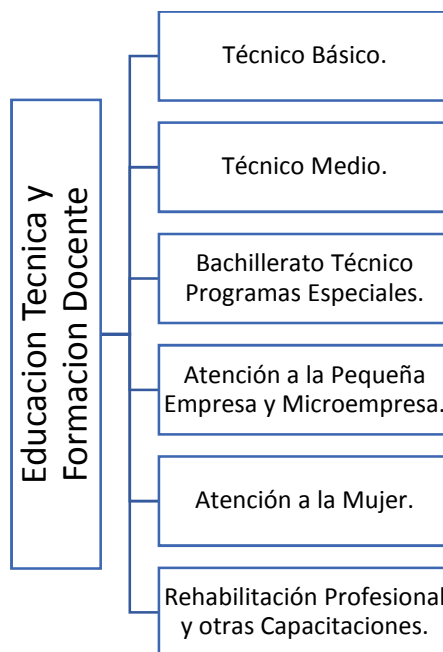 Educacion Tecnica y
Formacion Docente
Técnico Básico.
Técnico Medio.
Bachillerato Técnico
Programas Especiales.
Atención a la Pequeña
Empresa y Microempresa.
Atención a la Mujer.
Rehabilitación Profesional
y otras Capacitaciones.